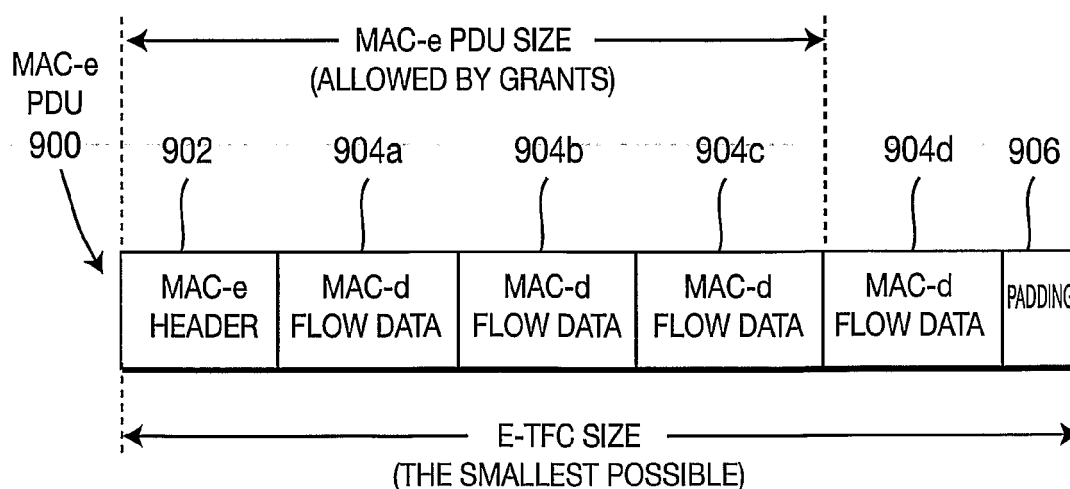 MAC-e PDU SIZE
(ALLOWED BY GRANTS)
MAC-e
PDU
900
902
904a
904b
904c
904d
906
MAC-e
HEADER
MAC-d
FLOW DATA
MAC-d
FLOW DATA
MAC-d
FLOW DATA
MAC-d
FLOW DATA
PADDING
E-TFC SIZE
(THE SMALLEST POSSIBLE)